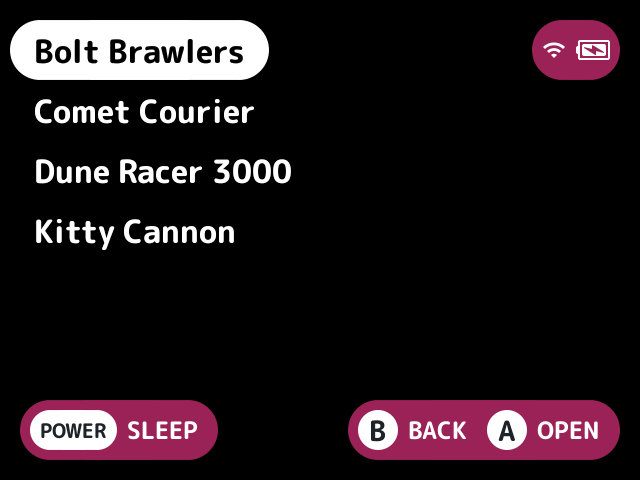 Bolt Brawlers
Comet Courier
Dune Racer 3000
Kitty Cannon
POWER SLEEP
B BACK A OPEN